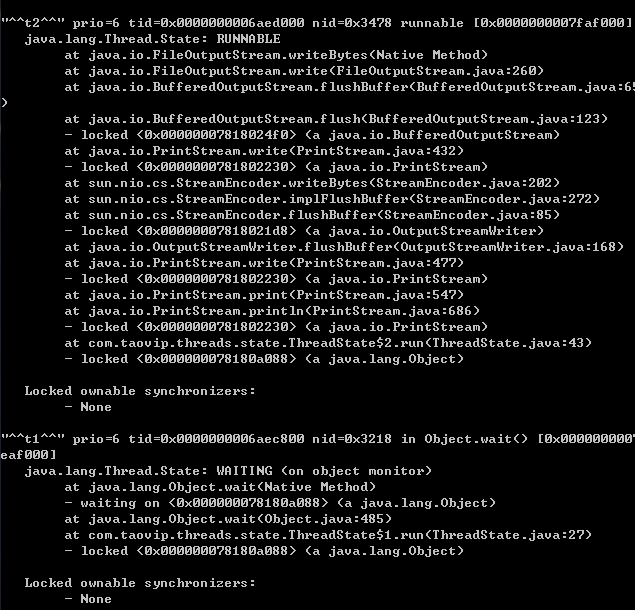 "^^t2^^" prio=6 tid=0x0000000006aed000 nid=0x3478 runnable [0x0000000007faf000]
java.lang.Thread.State: RUNNABLE
at java.io.FileOutputStream.writeBytes(Native Method)
at java.io.FileOutputStream.write(FileOutputStream.java:260)
at java.io.BufferedOutputStream.flushBuffer(BufferedOutputStream.java:65
)
at java.io.BufferedOutputStream.flush(BufferedOutputStream.java:123)
- locked <0x00000007818024f0> (a java.io.BufferedOutputStream)
at java.io.PrintStream.write(PrintStream.java:432)
- locked <0x0000000781802230> (a java.io.PrintStream)
at sun.nio.cs.StreamEncoder.writeBytes(StreamEncoder.java:202)
at sun.nio.cs.StreamEncoder.implFlushBuffer(StreamEncoder.java:272)
at sun.nio.cs.StreamEncoder.flushBuffer(StreamEncoder.java:85)
- locked <0x00000007818021d8> (a java.io.OutputStreamWriter)
at java.io.OutputStreamWriter.flushBuffer(OutputStreamWriter.java:168)
at java.io.PrintStream.write(PrintStream.java:477)
- locked <0x0000000781802230> (a java.io.PrintStream)
at java.io.PrintStream.print(PrintStream.java:547)
at java.io.PrintStream.println(PrintStream.java:686)
- locked <0x0000000781802230> (a java.io.PrintStream)
at com.taovip.threads.state.ThreadState$2.run(ThreadState.java:43)
- locked <0x000000078180a088> (a java.lang.Object)
Locked ownable synchronizers:
- None
"^^t1^^" prio=6 tid=0x0000000006aec800 nid=0x3218 in Object.wait() [0x0000000007
eaf000]
java.lang.Thread.State: WAITING (on object monitor)
at java.lang.Object.wait(Native Method)
- waiting on <0x000000078180a088> (a java.lang.Object)
at java.lang.Object.wait(Object.java:485)
at com.taovip.threads.state.ThreadState$1.run(ThreadState.java:27)
- locked <0x000000078180a088> (a java.lang.Object)
Locked ownable synchronizers:
- None